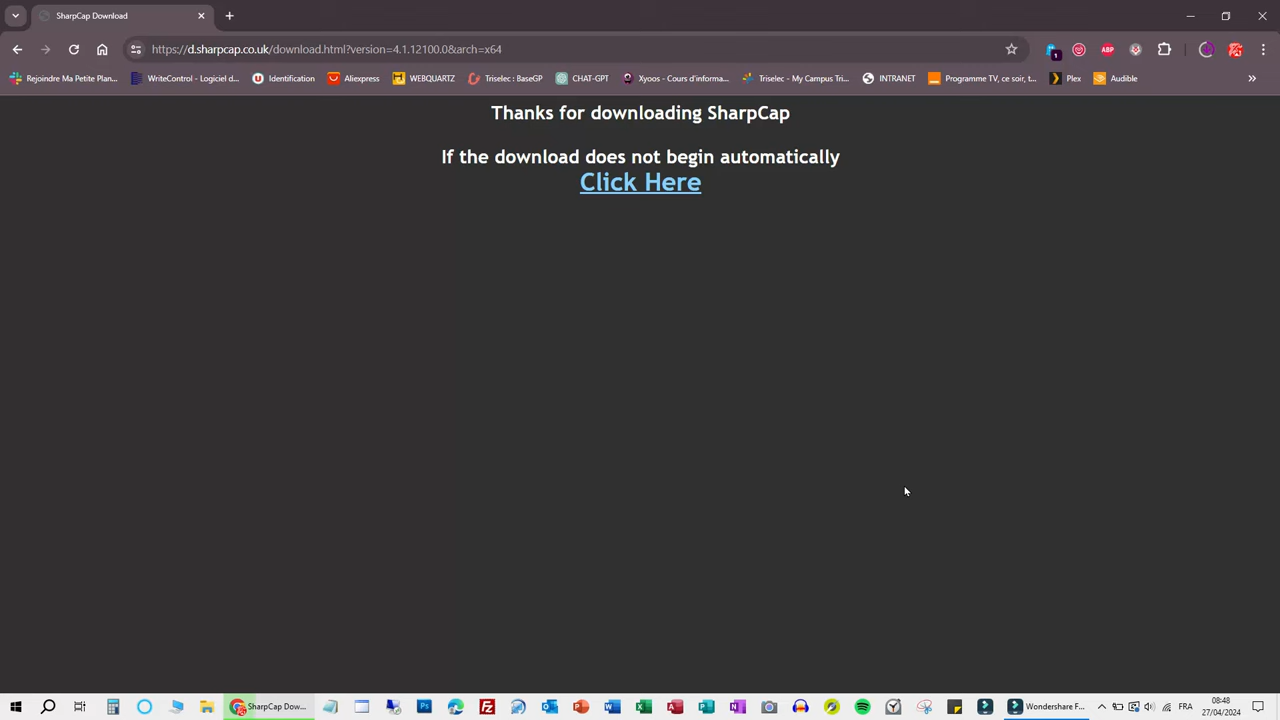 SharpCap Download
https://d.sharpcap.co.uk/download.html?version=4.1.12100.0&arch=x64
1
ABP
Rejoindre Ma Petite Plan... WriteControl - Logiciel d... Identification Aliexpress WEBQUARTZ Triselec : BaseGP CHAT-GPT Xyoos - Cours d'informa... Triselec - My Campus Tri... INTRANET Programme TV, ce soir, t... Plex Audible
Thanks for downloading SharpCap
If the download does not begin automatically
Click Here
SharpCap Dow...
Wondershare F...
FRA
08:48
27/04/2024